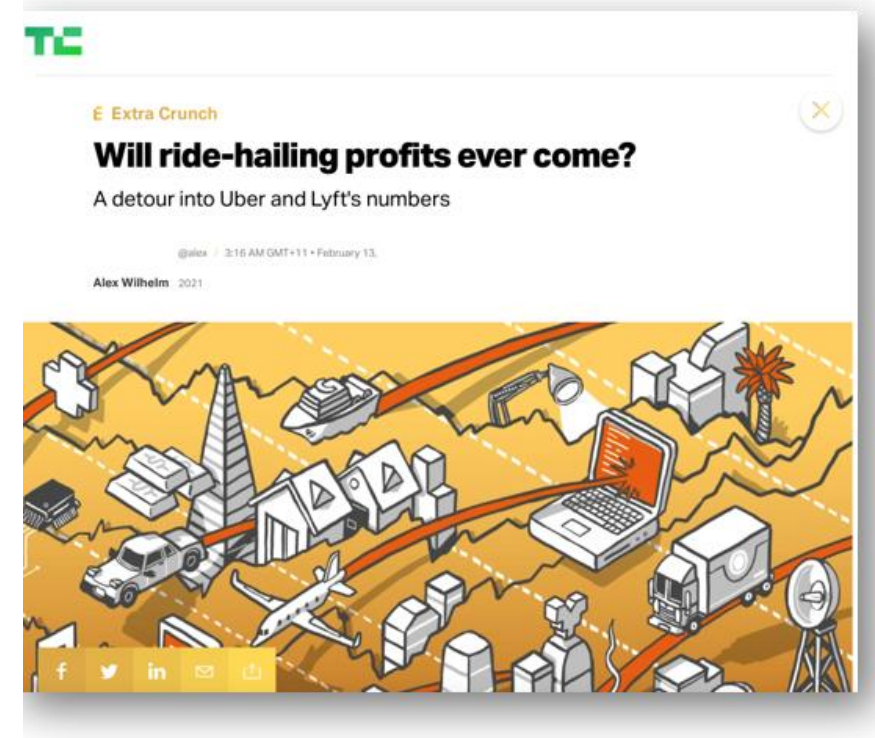 TC
Extra Crunch
Will ride-hailing profits ever come?
A detour into Uber and Lyft's numbers
@alex / 3:16 AM GMT+11 • February 13,
Alex Wilhelm 2021